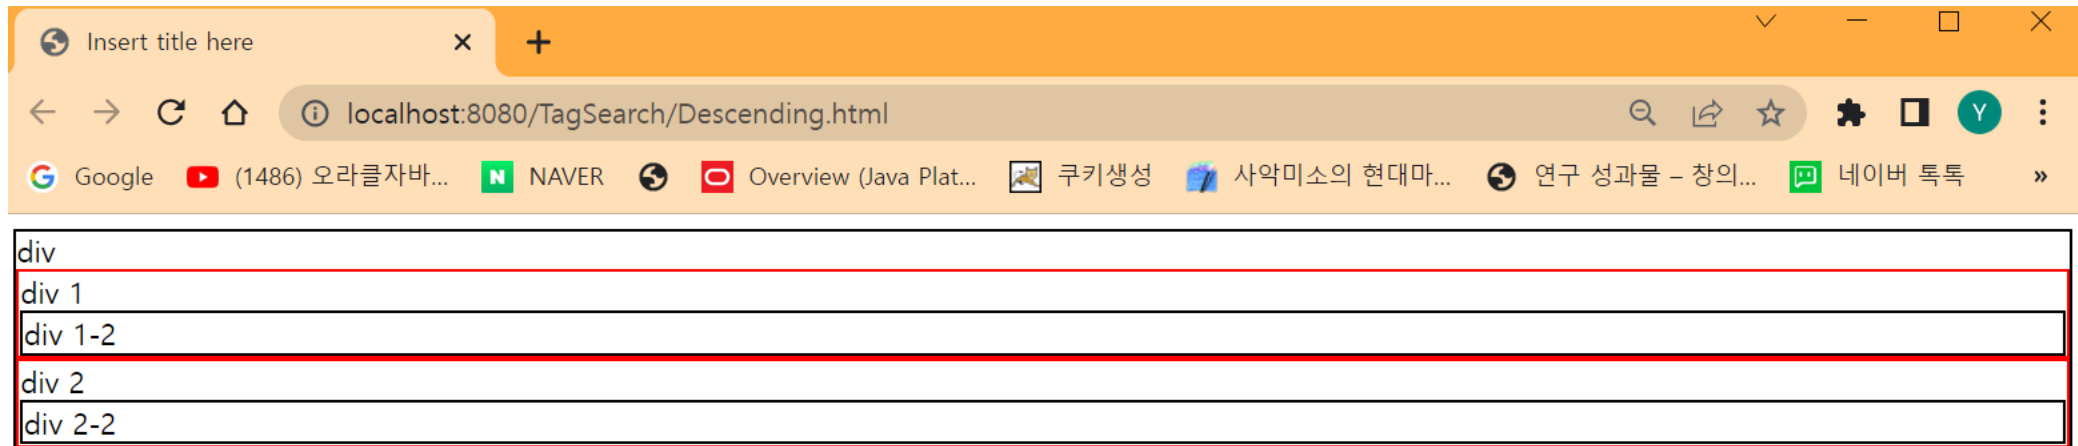 Insert title here
localhost:8080/TagSearch/Descending.html
Y
Google (1486) 오라클자바... N NAVER Overview (Java Plat... 쿠키생성 사악미소의 현대마... 연구 성과물 – 창의... 네이버 톡톡 »
div
div 1
div 1-2
div 2
div 2-2